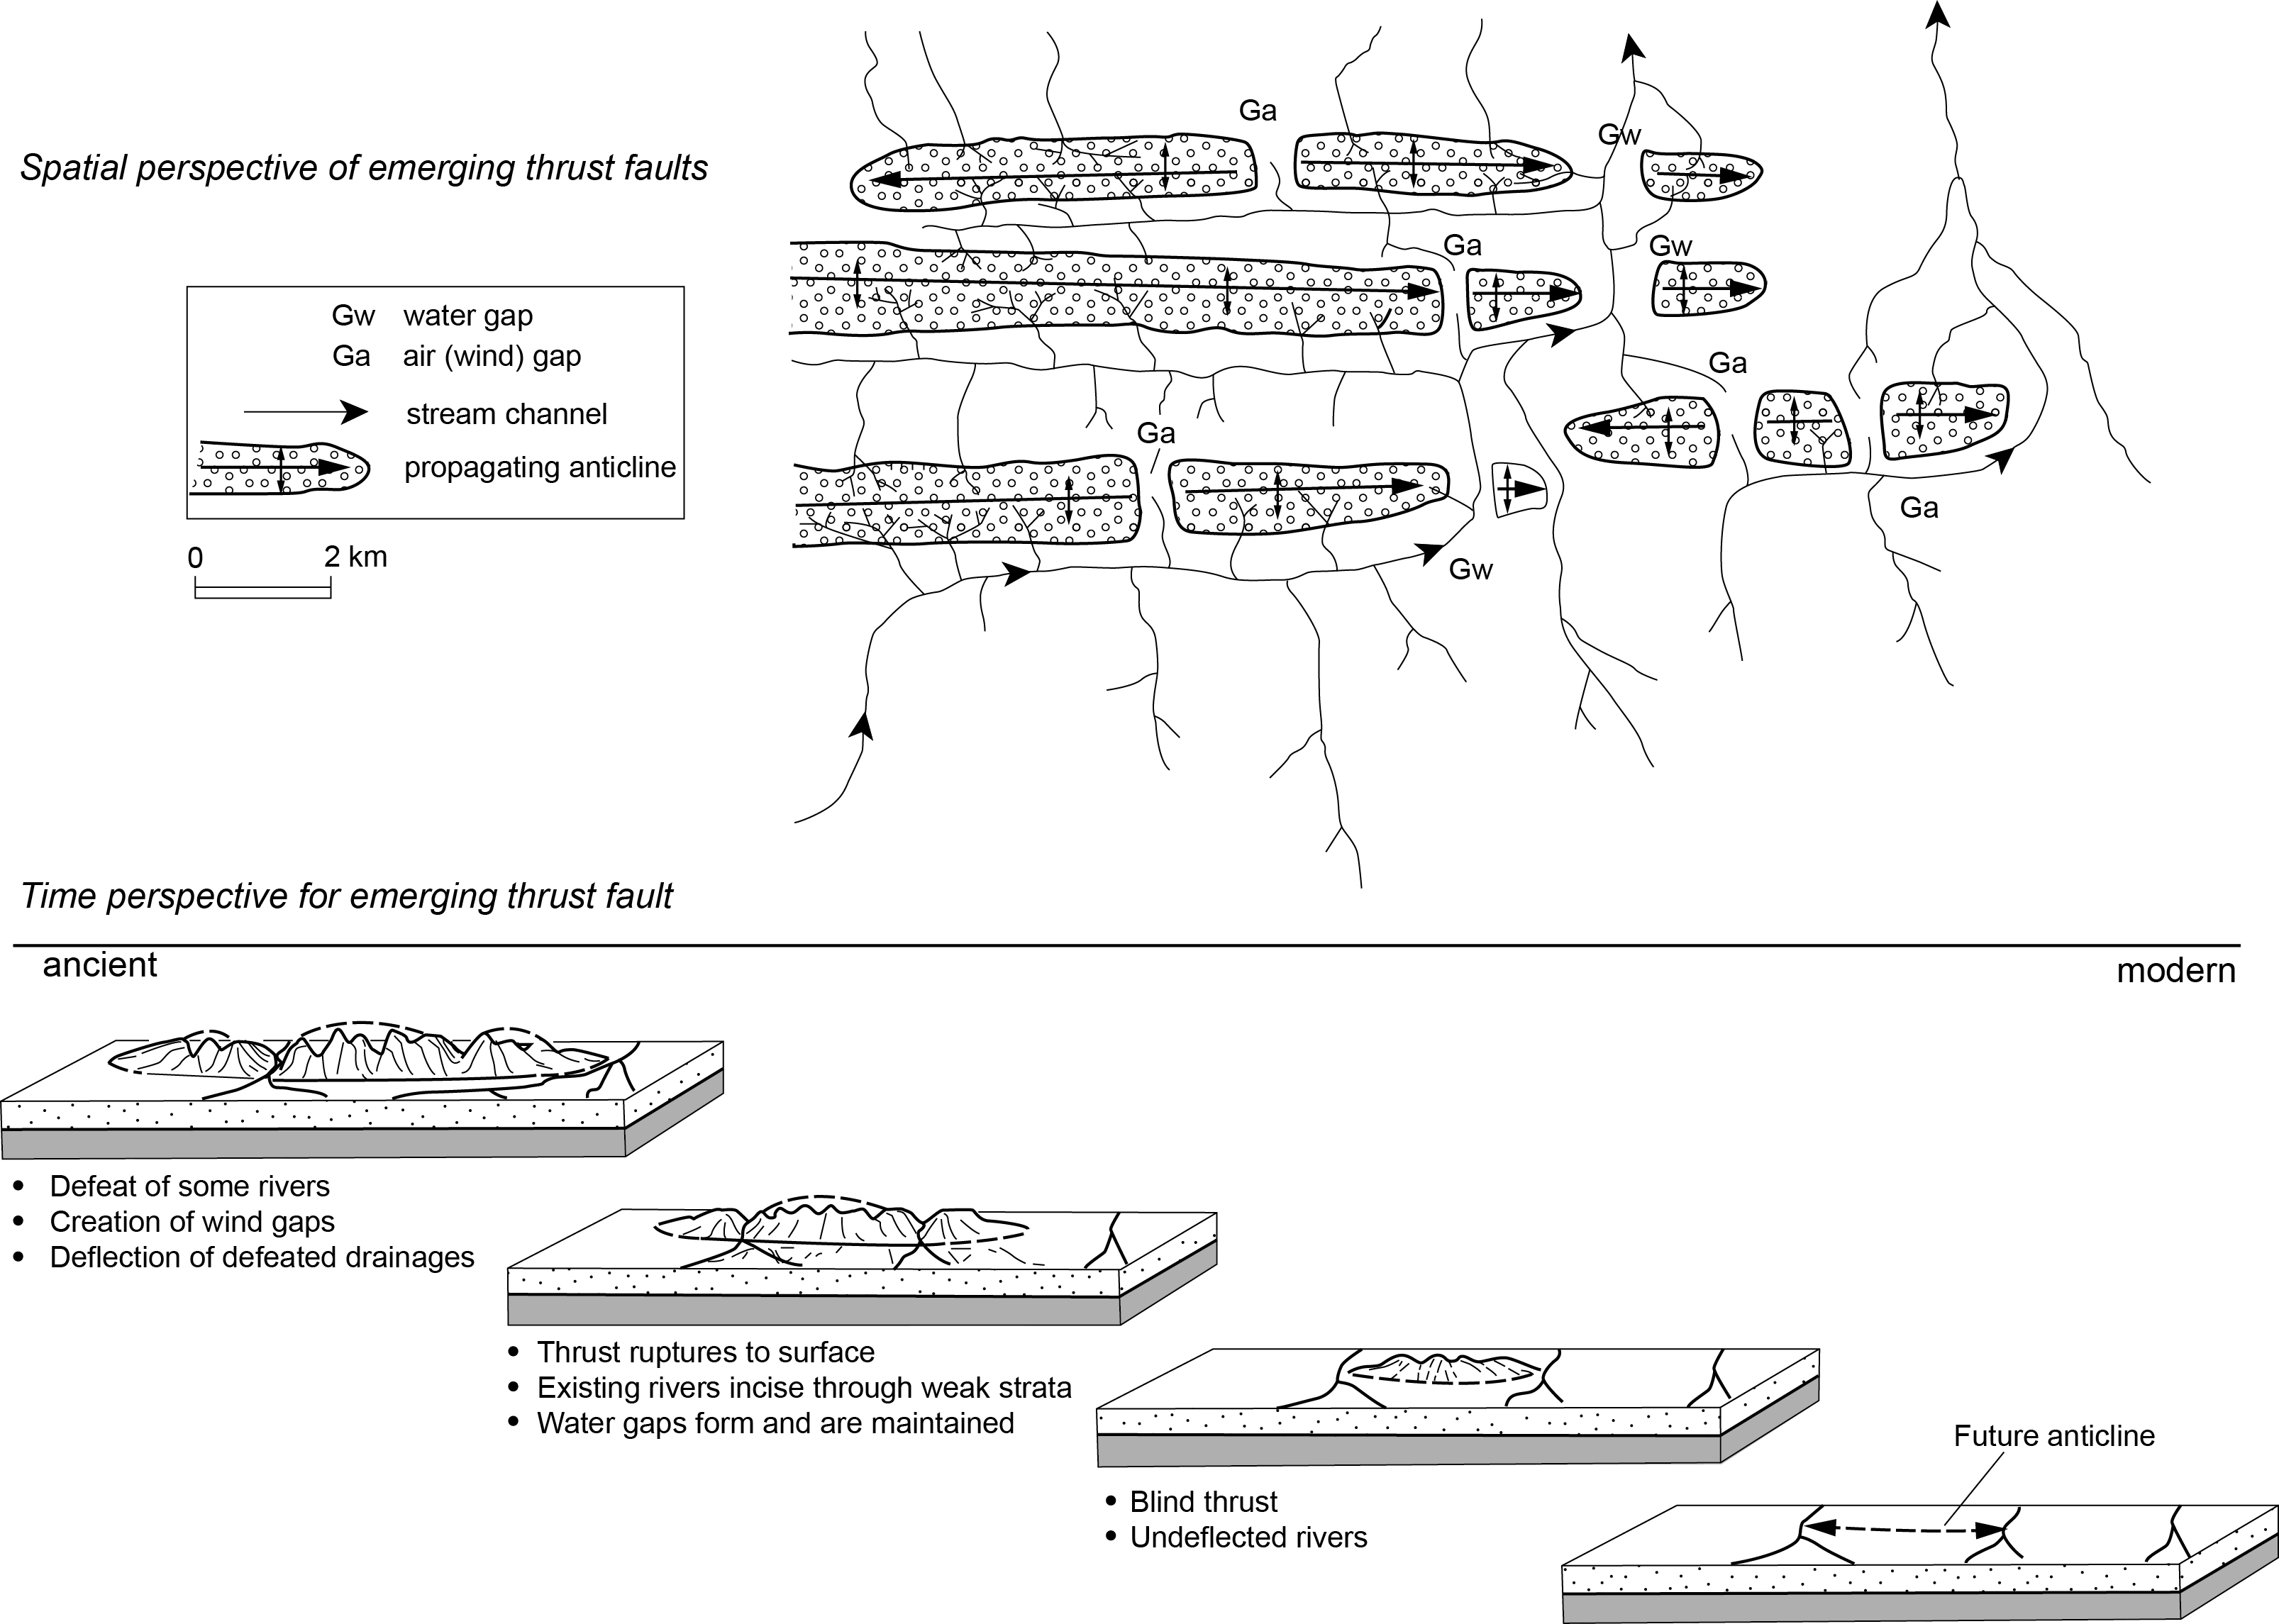 Spatial perspective of emerging thrust faults
Gw water gap
Ga air (wind) gap
stream channel
propagating anticline
0 2 km
Ga
Gw
Ga
Gw
Ga
Ga
Ga
Gw
Time perspective for emerging thrust fault
ancient
modern
• Defeat of some rivers
• Creation of wind gaps
• Deflection of defeated drainages
• Thrust ruptures to surface
• Existing rivers incise through weak strata
• Water gaps form and are maintained
• Blind thrust
• Undeflected rivers
Future anticline